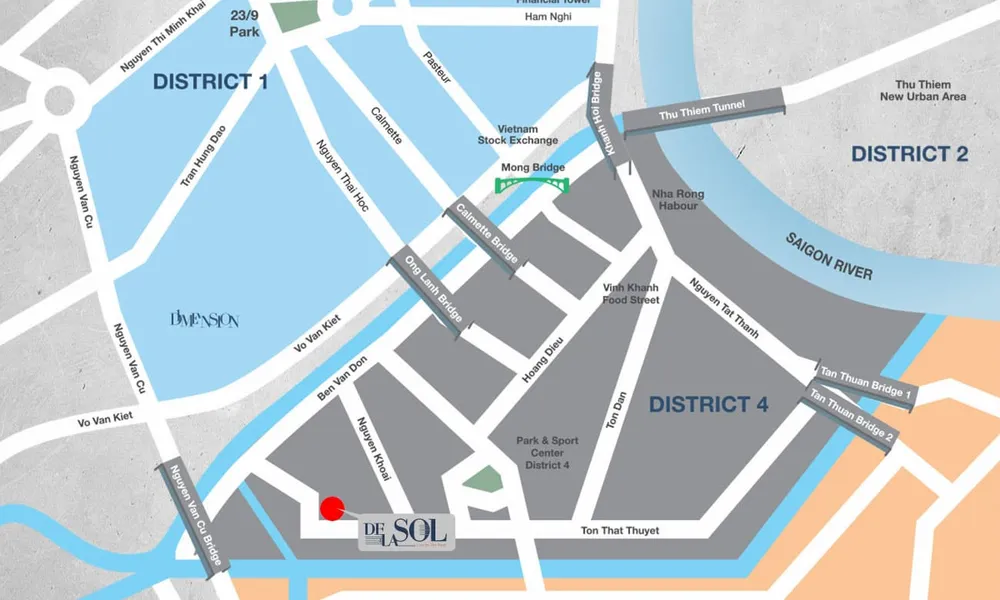 Financial Tower
Ham Nghi
23/9
Park
Nguyen Thi Minh Khai
DISTRICT 1
Pasteur
Calmette
Tran Hung Dao
Nguyen Thai Hoc
Nguyen Van Cu
Vietnam
Stock Exchange
Mong Bridge
Khanh Hoi Bridge
Thu Thiem Tunnel
Thu Thiem
New Urban Area
DISTRICT 2
Nha Rong
Habour
SAIGON RIVER
Calmette Bridge
Ong Lanh Bridge
Vinh Khanh
Food Street
Nguyen Tat Thanh
DIMENSION
Vo Van Kiet
Nguyen Van Cu
Hoang Dieu
Ben Van Don
Tan Thuan Bridge 1
Tan Thuan Bridge 2
DISTRICT 4
Ton Dan
Vo Van Kiet
Nguyen Khoai
Park & Sport
Center
District 4
Nguyen Van Cu Bridge
DE
LA SOL
Ton That Thuyet